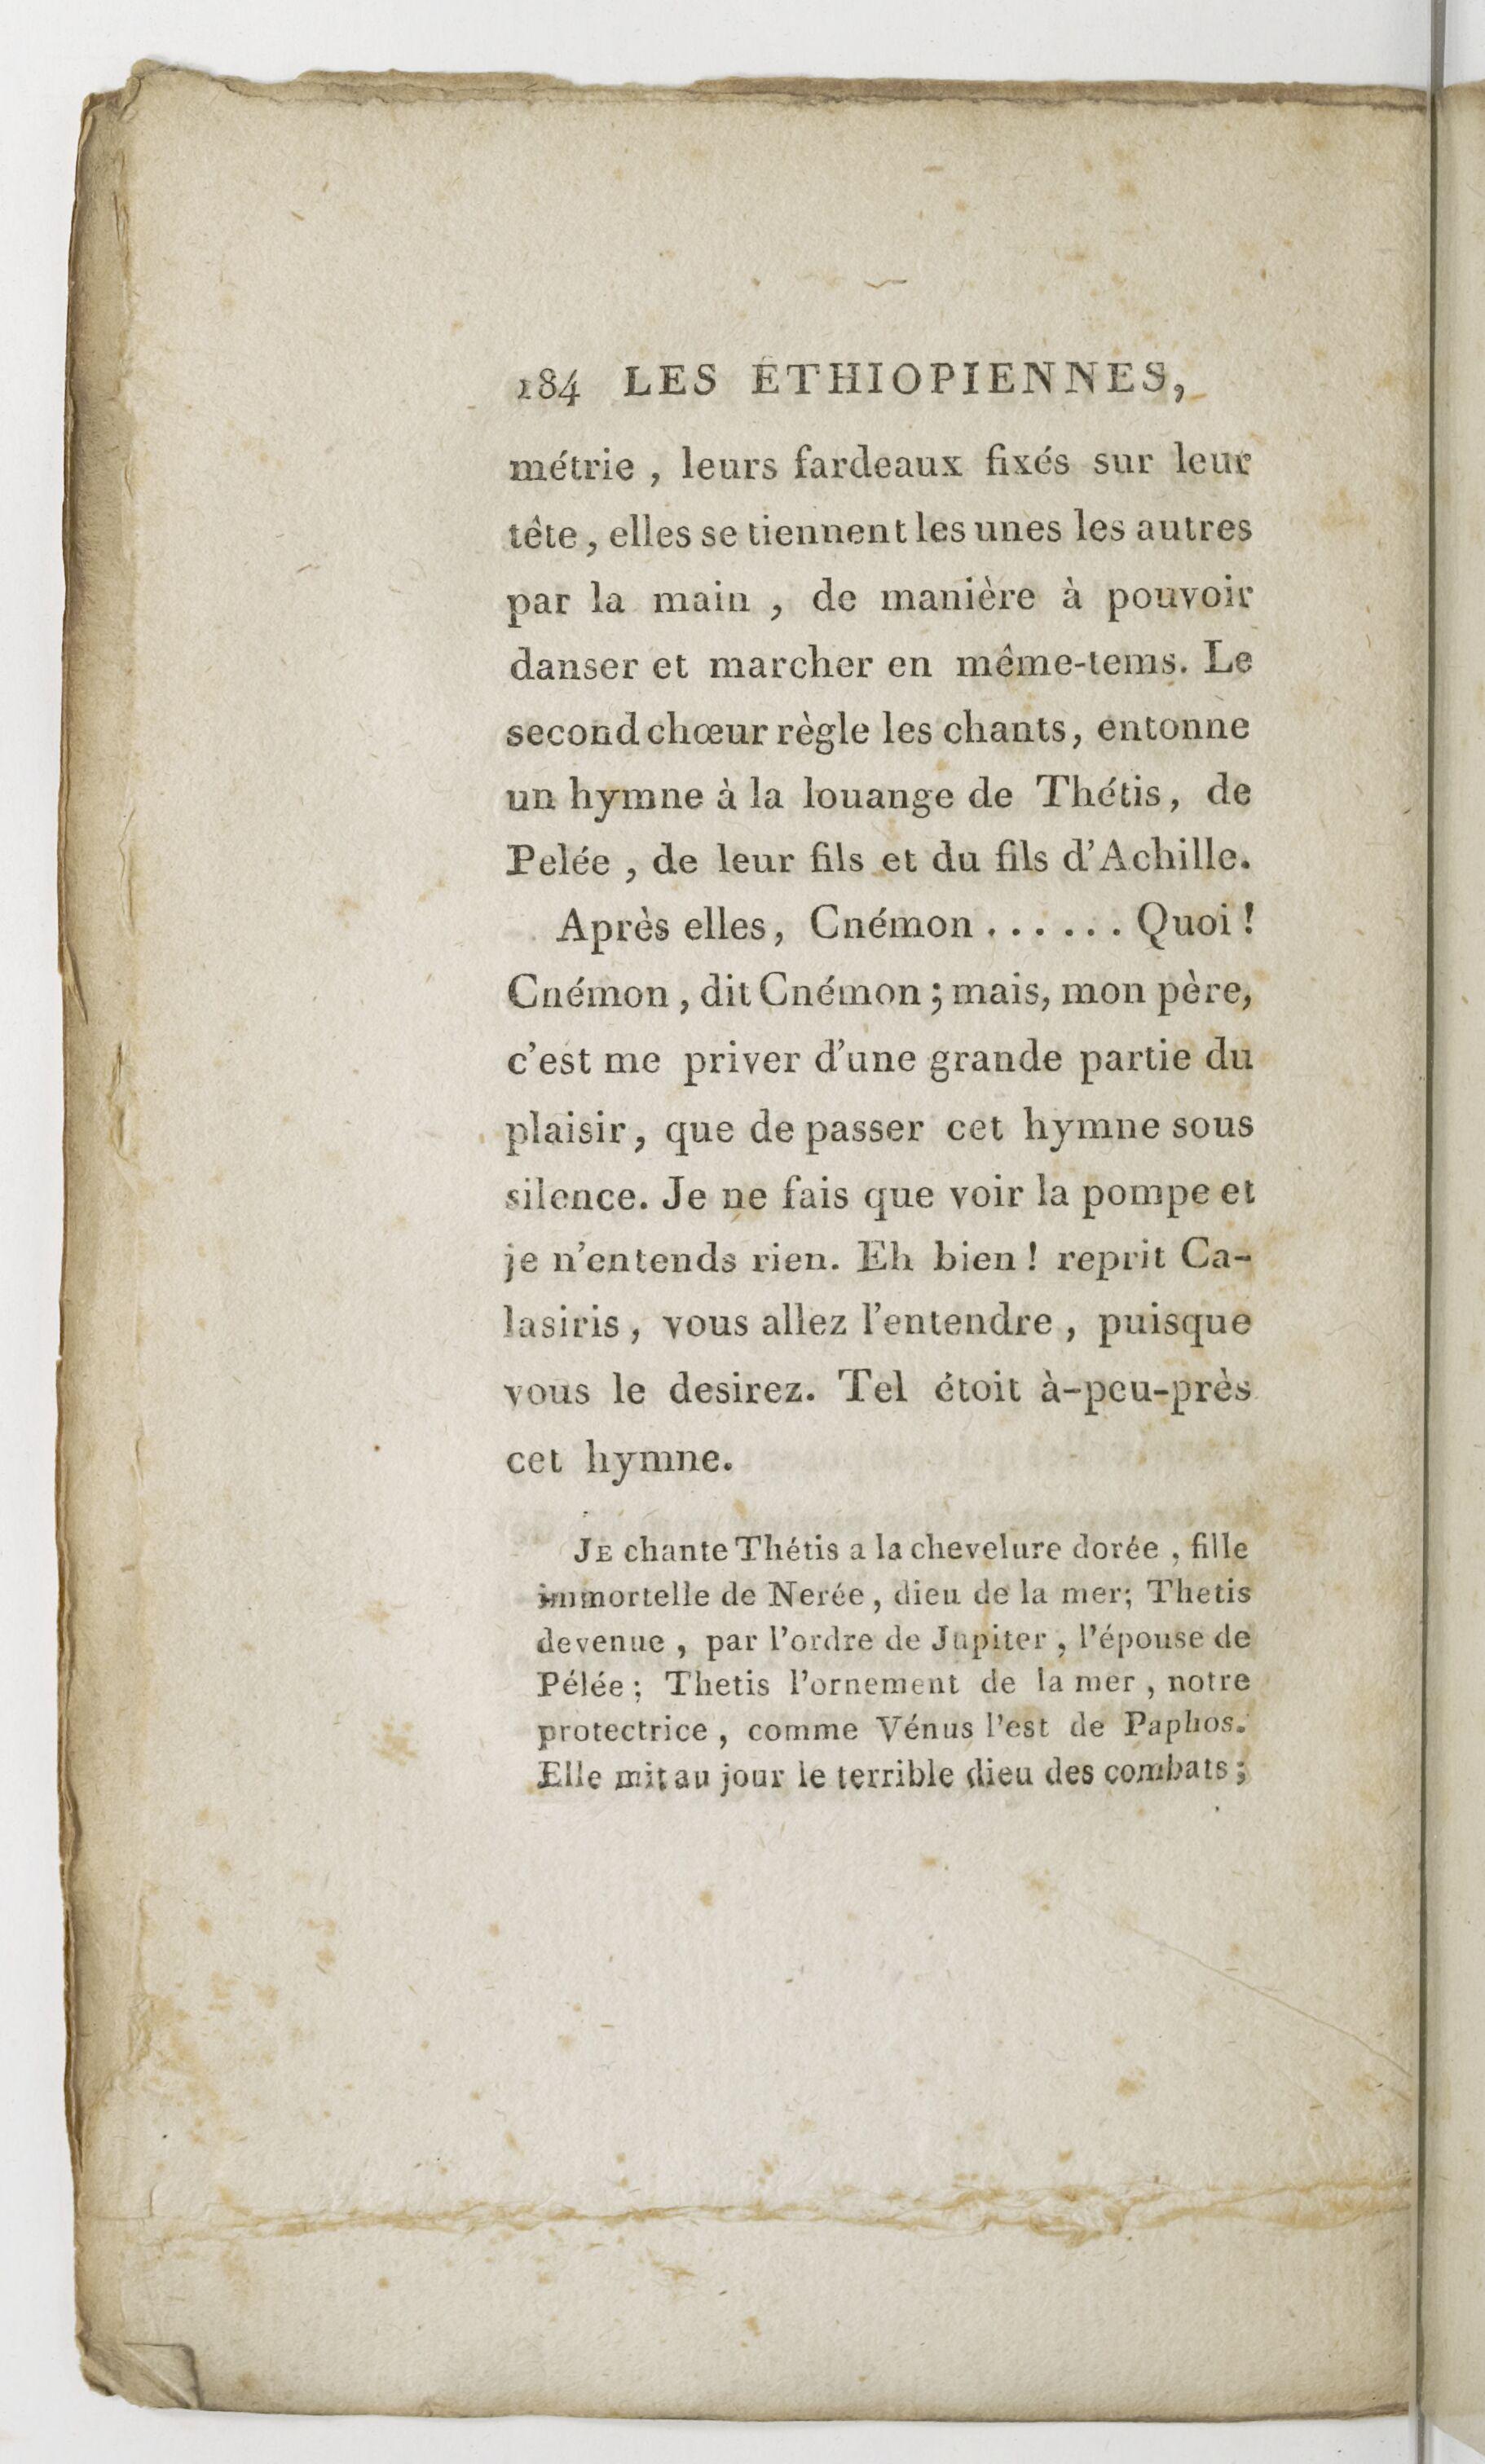 184 LES ÉTHIOPIENNES,
métrie , leurs fardeaux fixés sur leur
tête , elles se tiennent les unes les autres
par la main , de manière à pouvoir
danser et marcher en même-tems. Le
second chœur règle les chants, entonne
un hymne à la louange de Thétis, de
Pelée , de leur fils et du fils d'Achille.
Après elles, Cnémon . . . . . . Quoi !
Cnémon , dit Cnémon ; mais, mon père,
c'est me priver d'une grande partie du
plaisir, que de passer cet hymne sous
silence. Je ne fais que voir la pompe et
je n'entends rien. Eh bien ! reprit Ca-
lasiris , vous allez l'entendre , puisque
vous le desirez. Tel étoit à-peu-près
cet hymne.
JE chante Thétis a la chevelure dorée , fille
immortelle de Nerée , dieu de la mer; Thetis
devenue , par l'ordre de Jupiter , l'épouse de
Pélée ; Thetis l'ornement de la mer , notre
protectrice , comme Vénus l'est de Paphos.
Elle mit au jour le terrible dieu des combats ;